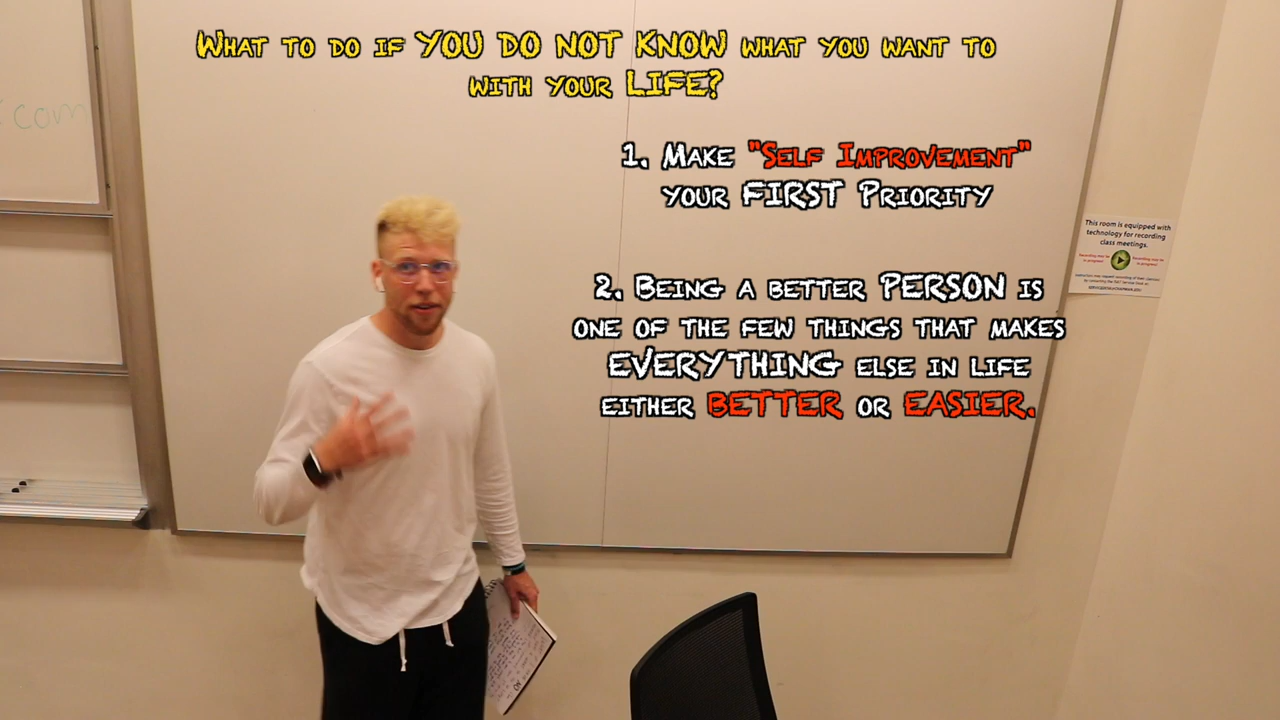 What to do if YOU DO NOT KNOW what you want to
with your LIFE?
1. Make "Self Improvement"
your FIRST Priority
2. Being a better PERSON is
one of the few things that makes
EVERYTHING else in life
either BETTER or EASIER.
com
This room is equipped with
technology for recording
class meetings.